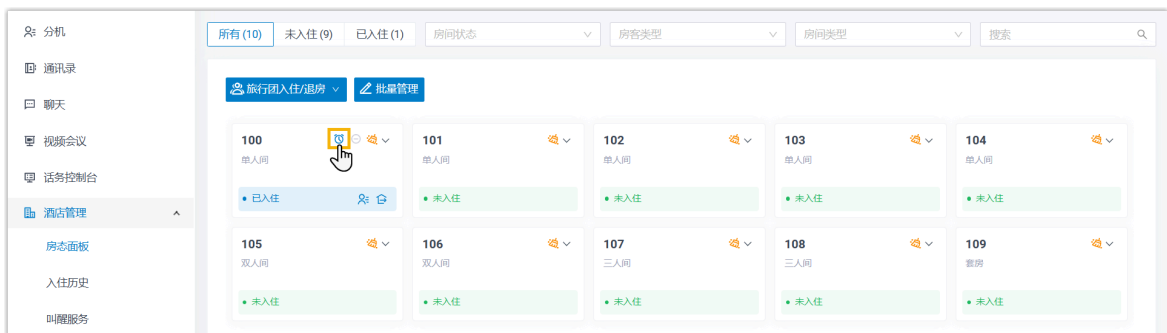 分机
通讯录
聊天
视频会议
话务控制台
酒店管理
房态面板
入住历史
叫醒服务
所有 (10) 未入住 (9) 已入住 (1) 房间状态 房客类型 房间类型 搜索
旅行团入住/退房 批量管理
100 101 102 103 104
单人间 单人间 单人间 单人间 单人间
已入住 未入住 未入住 未入住 未入住
105 106 107 108 109
双人间 双人间 三人间 三人间 套房
未入住 未入住 未入住 未入住 未入住